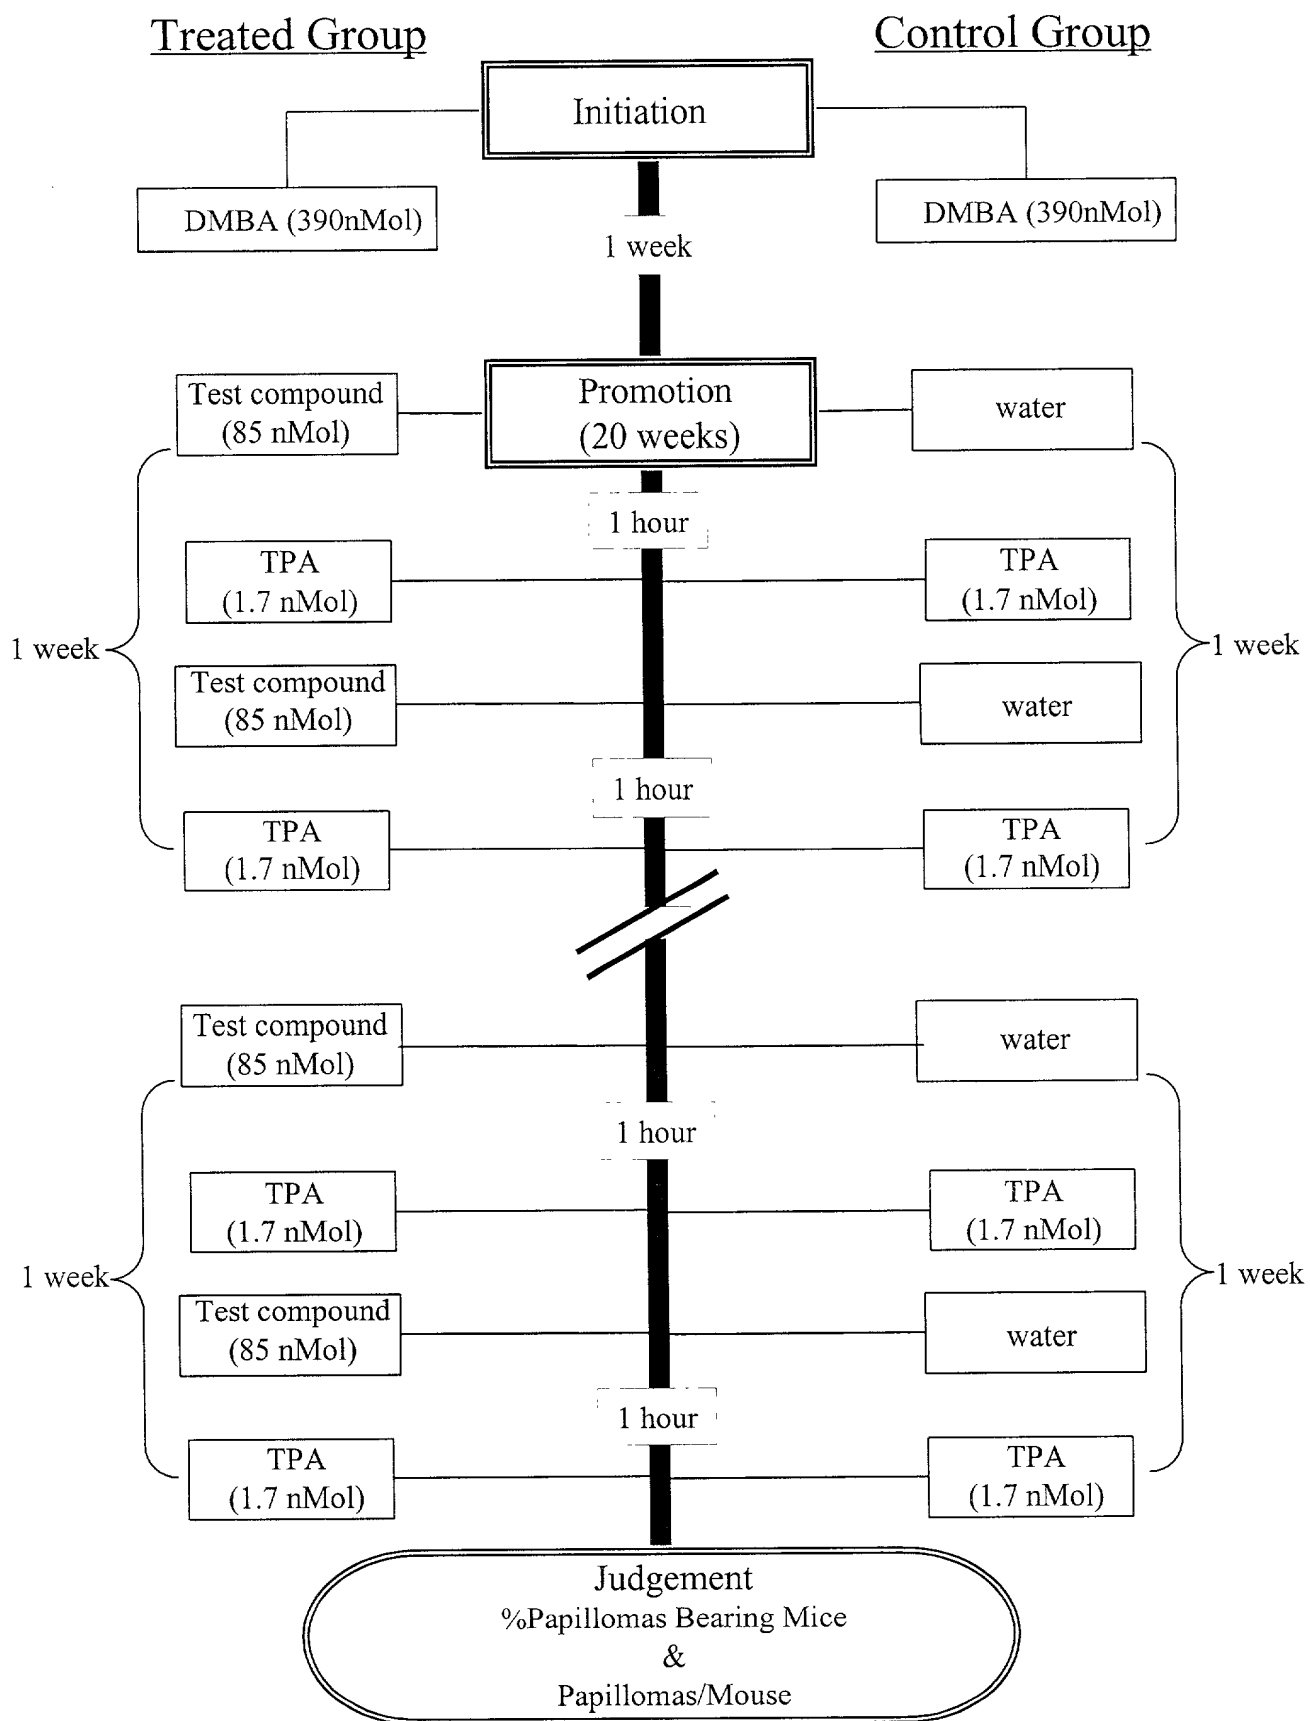 Treated Group
Control Group
Initiation
DMBA (390nMol)
DMBA (390nMol)
1 week
Test compound
(85 nMol)
Promotion
(20 weeks)
water
1 hour
TPA
(1.7 nMol)
TPA
(1.7 nMol)
1 week
1 week
Test compound
(85 nMol)
water
1 hour
TPA
(1.7 nMol)
TPA
(1.7 nMol)
Test compound
(85 nMol)
water
1 hour
TPA
(1.7 nMol)
TPA
(1.7 nMol)
1 week
1 week
Test compound
(85 nMol)
water
1 hour
TPA
(1.7 nMol)
TPA
(1.7 nMol)
Judgement
%Papillomas Bearing Mice
&
Papillomas/Mouse